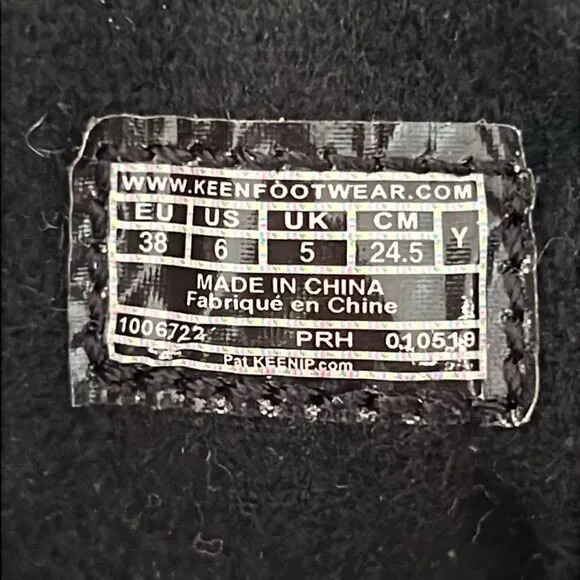 WWW.KEENFOOTWEAR.COM
EU US UK CM Y
38 6 5 24.5
MADE IN CHINA
Fabriqué en Chine
1006722 PRH 010519
Pat KEENIP.com